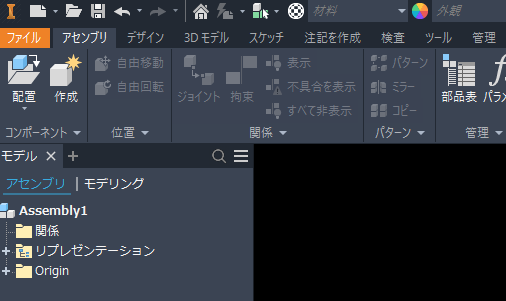 材料 外観
ファイル アセンブリ デザイン 3D モデル スケッチ 注記を作成 検査 ツール 管理
自由移動 表示 パターン
自由回転 不具合を表示 ミラー
配置 作成 ジョイント 拘束 すべて非表示 コピー 部品表
コンポーネント 位置 関係 パターン 管理
モデル
アセンブリ モデリング
Assembly1
関係
リプレゼンテーション
Origin